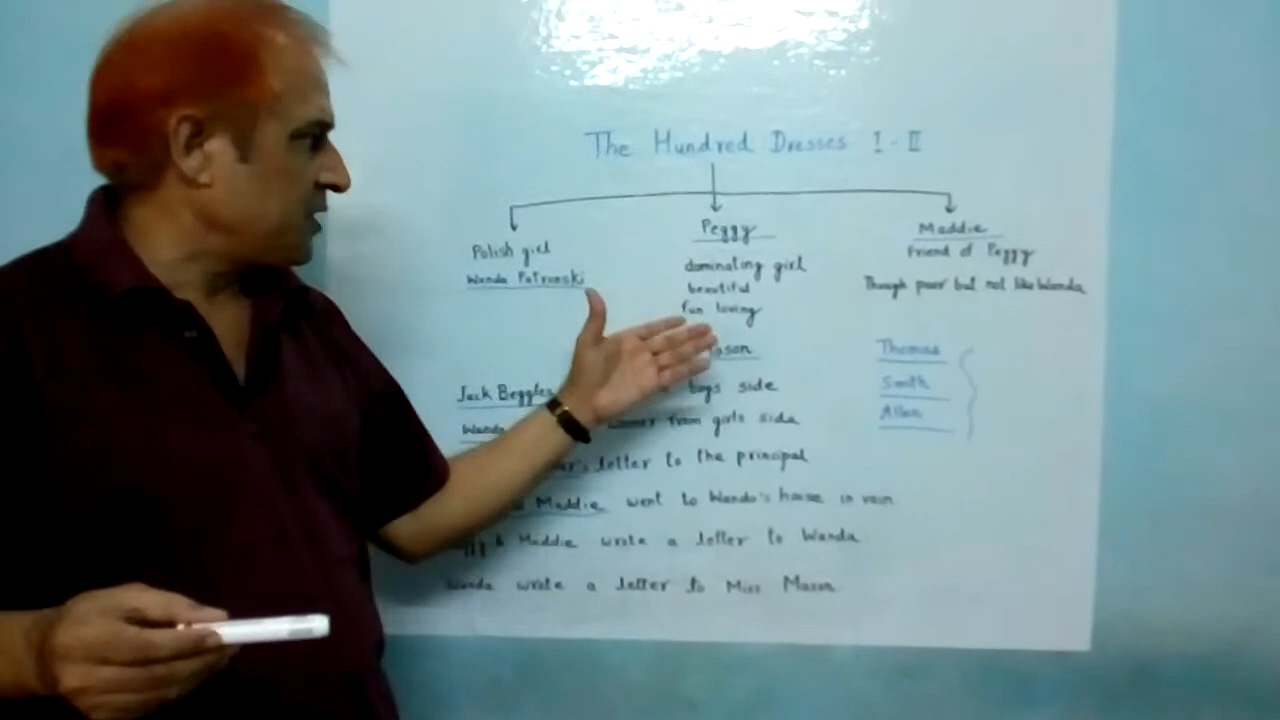 The Hundred Dresses I - II
Polish girl
Wanda Petronski
Peggy
dominating girl
beautiful
fun loving
Maddie
Friend of Peggy
Though poor but not like Wanda
Thomas
Smith
Allen
Jack Beggles
boys side
Wanda
from girls side
letter to the principal
Maddie went to Wanda's house in vain
& Maddie wrote a letter to Wanda
Wanda wrote a letter to Miss Mason